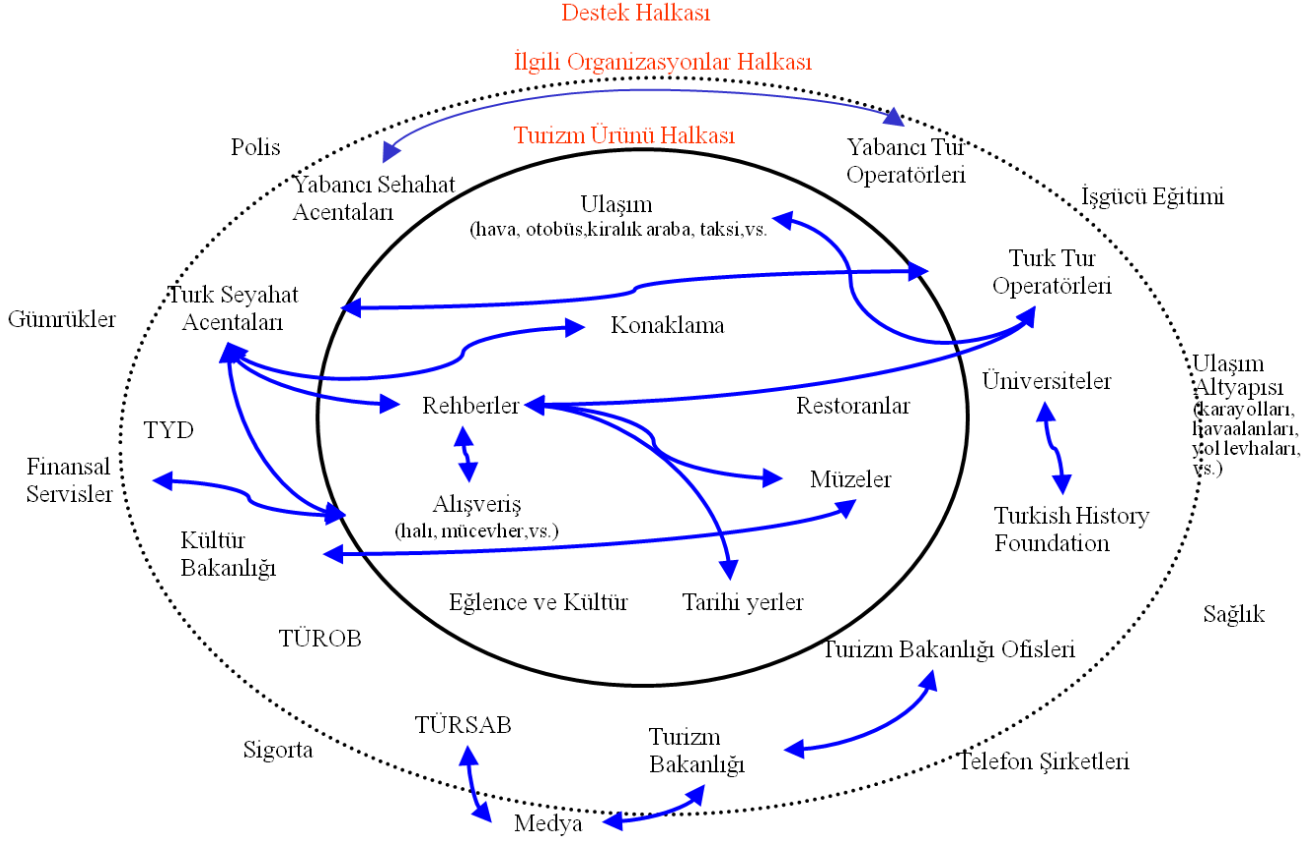 Destek Halkası
İlgili Organizasyonlar Halkası
Turizm Ürünü Halkası
Polis
Yabancı Tur
Operatörleri
Yabancı Sehahat
Acentaları
İşgücü Eğitimi
Ulaşım
(hava, otobüs,kiralık araba, taksi,vs.
Turk Tur
Operatörleri
Turk Seyahat
Acentaları
Gümrükler
Konaklama
Ulaşım
Altyapısı
(karayolları,
havaalanları,
yol levhaları,
vs.)
Üniversiteler
Rehberler
Restoranlar
TYD
Finansal
Servisler
Müzeler
Alışveriş
(halı, mücevher,vs.)
Turkish History
Foundation
Kültür
Bakanlığı
Eğlence ve Kültür
Tarihi yerler
Sağlık
TÜROB
Turizm Bakanlığı Ofisleri
TÜRSAB
Turizm
Bakanlığı
Sigorta
Telefon Şirketleri
Medya